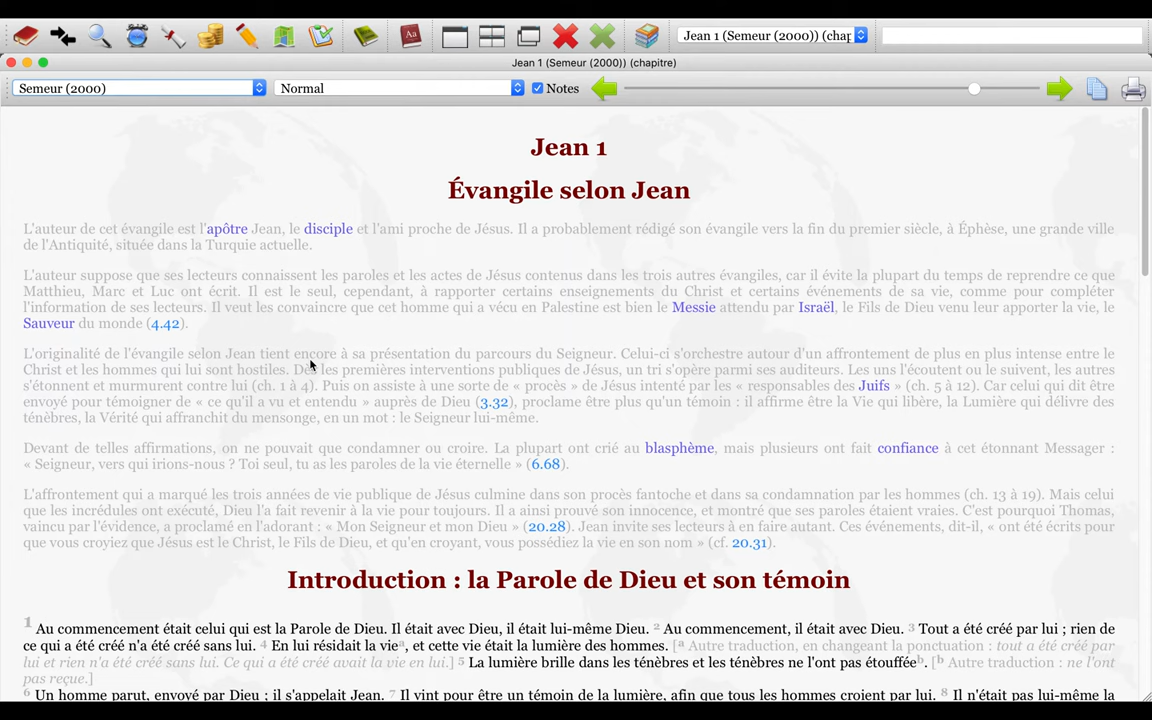 Jean 1 (Semeur (2000)) (chap
Jean 1 (Semeur (2000)) (chapitre)
Semeur (2000)
Normal
Notes
Jean 1
Évangile selon Jean
L'auteur de cet évangile est l'apôtre Jean, le disciple et l'ami proche de Jésus. Il a probablement rédigé son évangile vers la fin du premier siècle, à Éphèse, une grande ville
de l'Antiquité, située dans la Turquie actuelle.
L'auteur suppose que ses lecteurs connaissent les paroles et les actes de Jésus contenus dans les trois autres évangiles, car il évite la plupart du temps de reprendre ce que
Matthieu, Marc et Luc ont écrit. Il est le seul, cependant, à rapporter certains enseignements du Christ et certains événements de sa vie, comme pour compléter
l'information de ses lecteurs. Il veut les convaincre que cet homme qui a vécu en Palestine est bien le Messie attendu par Israël, le Fils de Dieu venu leur apporter la vie, le
Sauveur du monde (4.42).
L'originalité de l'évangile selon Jean tient encore à sa présentation du parcours du Seigneur. Celui-ci s'orchestre autour d'un affrontement de plus en plus intense entre le
Christ et les hommes qui lui sont hostiles. Dès les premières interventions publiques de Jésus, un tri s'opère parmi ses auditeurs. Les uns l'écoutent ou le suivent, les autres
s'étonnent et murmurent contre lui (ch. 1 à 4). Puis on assiste à une sorte de « procès » de Jésus intenté par les « responsables des Juifs » (ch. 5 à 12). Car celui qui dit être
envoyé pour témoigner de « ce qu'il a vu et entendu » auprès de Dieu (3.32), proclame être plus qu'un témoin : il affirme être la Vie qui libère, la Lumière qui délivre des
ténèbres, la Vérité qui affranchit du mensonge, en un mot : le Seigneur lui-même.
Devant de telles affirmations, on ne pouvait que condamner ou croire. La plupart ont crié au blasphème, mais plusieurs ont fait confiance à cet étonnant Messager :
« Seigneur, vers qui irions-nous ? Toi seul, tu as les paroles de la vie éternelle » (6.68).
L'affrontement qui a marqué les trois années de vie publique de Jésus culmine dans son procès fantoche et dans sa condamnation par les hommes (ch. 13 à 19). Mais celui
que les incrédules ont exécuté, Dieu l'a fait revenir à la vie pour toujours. Il a ainsi prouvé son innocence, et montré que ses paroles étaient vraies. C'est pourquoi Thomas,
vaincu par l'évidence, a proclamé en l'adorant : « Mon Seigneur et mon Dieu » (20.28). Jean invite ses lecteurs à en faire autant. Ces événements, dit-il, « ont été écrits pour
que vous croyiez que Jésus est le Christ, le Fils de Dieu, et qu'en croyant, vous possédiez la vie en son nom » (cf. 20.31).
Introduction : la Parole de Dieu et son témoin
1 Au commencement était celui qui est la Parole de Dieu. Il était avec Dieu, il était lui-même Dieu. 2 Au commencement, il était avec Dieu. 3 Tout a été créé par lui ; rien de
ce qui a été créé n'a été créé sans lui. 4 En lui résidait la vie a, et cette vie était la lumière des hommes. [a Autre traduction, en changeant la ponctuation : tout a été créé par
lui et rien n'a été créé sans lui. Ce qui a été créé avait la vie en lui.] 5 La lumière brille dans les ténèbres et les ténèbres ne l'ont pas étouffée b. [b Autre traduction : ne l'ont
pas reçue.]
6 Un homme parut, envoyé par Dieu ; il s'appelait Jean. 7 Il vint pour être un témoin de la lumière, afin que tous les hommes croient par lui. 8 Il n'était pas lui-même la